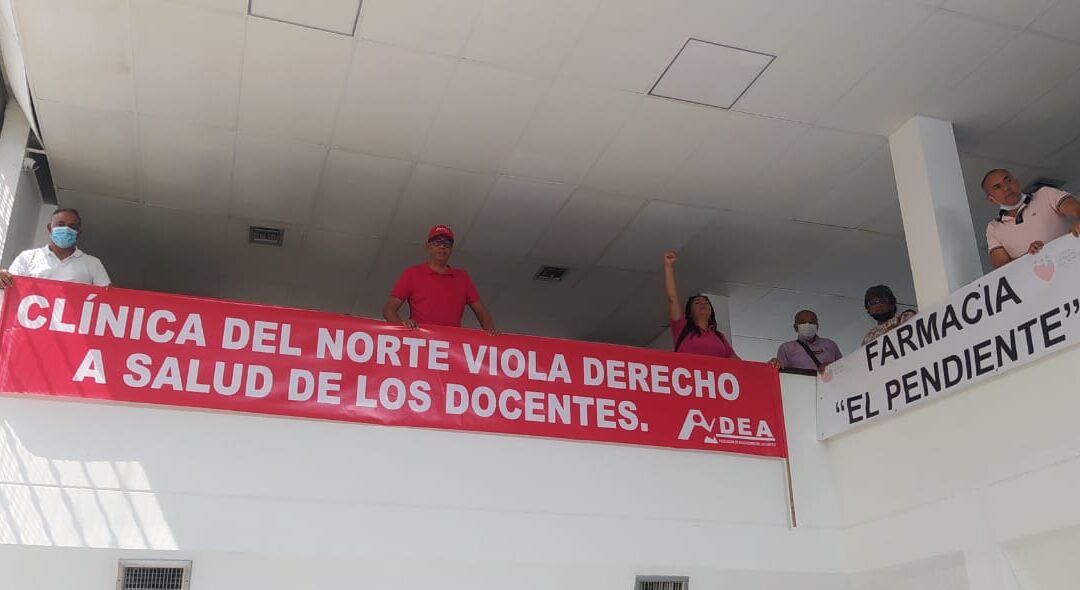 CLÍNICA DEL NORTE VIOLA DERECHO
A SALUD DE LOS DOCENTES.
ADEA
FARMACIA
“EL PENDIENTE”